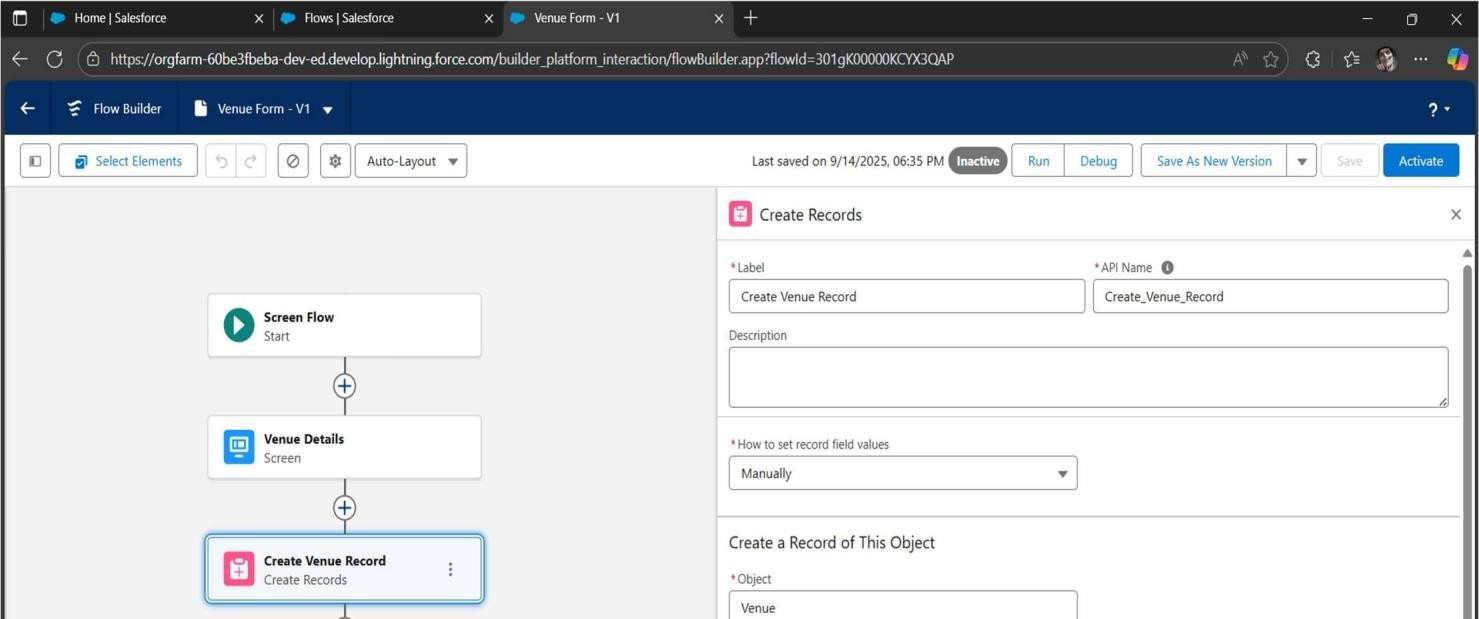 Home | Salesforce
Flows | Salesforce
Venue Form - V1
https://orgfarm-60be3fbeba-dev-ed.develop.lightning.force.com/builder_platform_interaction/flowBuilder.app?flowId=301gK00000KCYX3QAP
Flow Builder
Venue Form - V1
?
Select Elements
Auto-Layout
Last saved on 9/14/2025, 06:35 PM
Inactive
Run
Debug
Save As New Version
Save
Activate
Create Records
*Label
*API Name
Create Venue Record
Create_Venue_Record
Description
*How to set record field values
Manually
Create a Record of This Object
*Object
Venue
Screen Flow
Start
Venue Details
Screen
Create Venue Record
Create Records